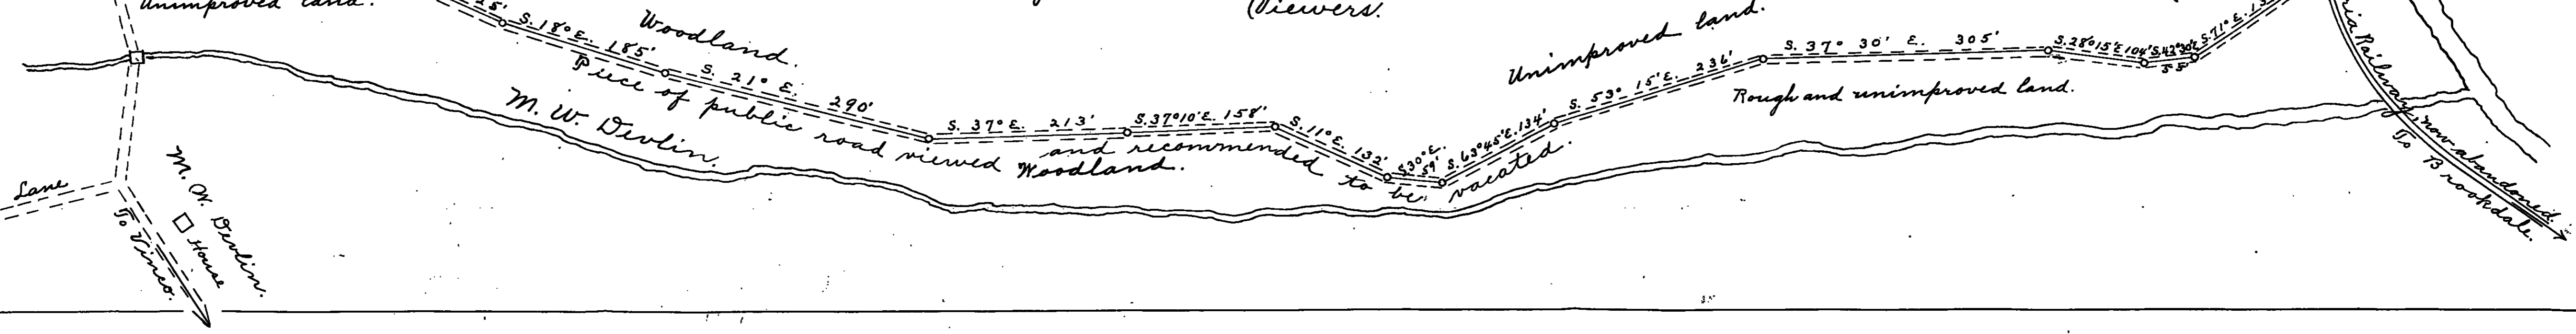 Unimproved land.
(Viewers.
25'
S. 18° E. 185'
Woodland.
S. 21° E. 290'
Piece of public road viewed and recommended to be vacated.
M. W. Devlin.
S. 37° E. 213'
S. 37° 10' E. 158'
Woodland.
S. 11° E. 132'
S. 30° E. 59'
S. 63° 45' E. 134'
S. 53° 15' E. 236'
Unimproved land.
S. 37° 30' E. 305'
Rough and unimproved land.
S. 28° 15' E 104'
S. 42° 30' E.
55'
S. 71° E.
Railway, now abandoned.
To Brookdale.
Lane
To Vinco.
M. W. Devlin.
House